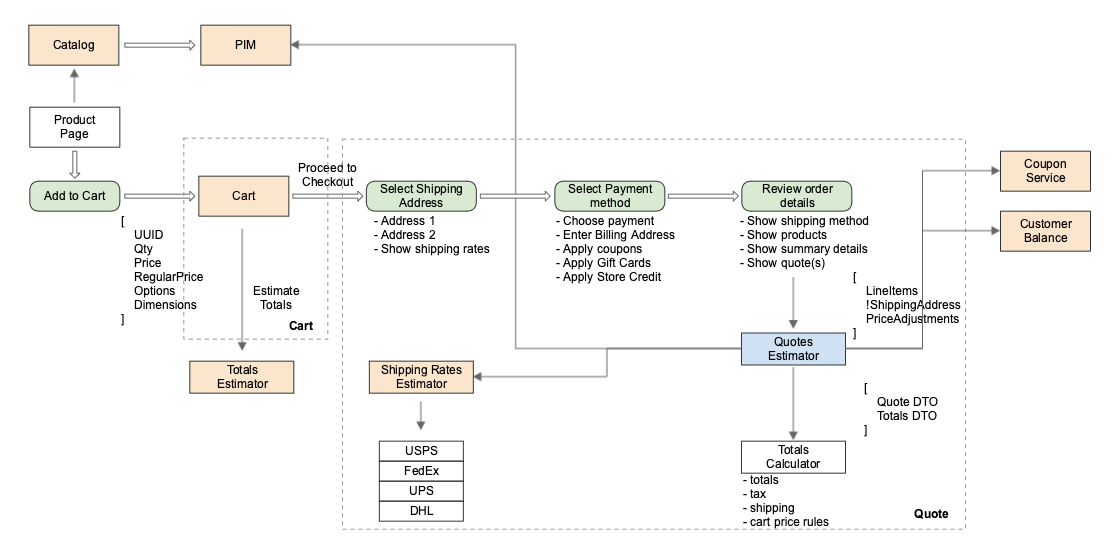 Catalog
PIM
Product
Page
Add to Cart
[
UUID
Qty
Price
RegularPrice
Options
Dimensions
]
Cart
Estimate
Totals
Cart
Totals
Estimator
Proceed to
Checkout
Select Shipping
Address
- Address 1
- Address 2
- Show shipping rates
Select Payment
method
- Choose payment
- Enter Billing Address
- Apply coupons
- Apply Gift Cards
- Apply Store Credit
Review order
details
- Show shipping method
- Show products
- Show summary details
- Show quote(s)
[
LineItems
!ShippingAddress
PriceAdjustments
]
Coupon
Service
Customer
Balance
Quotes
Estimator
Shipping Rates
Estimator
USPS
FedEx
UPS
DHL
[
Quote DTO
Totals DTO
]
Totals
Calculator
- totals
- tax
- shipping
- cart price rules
Quote